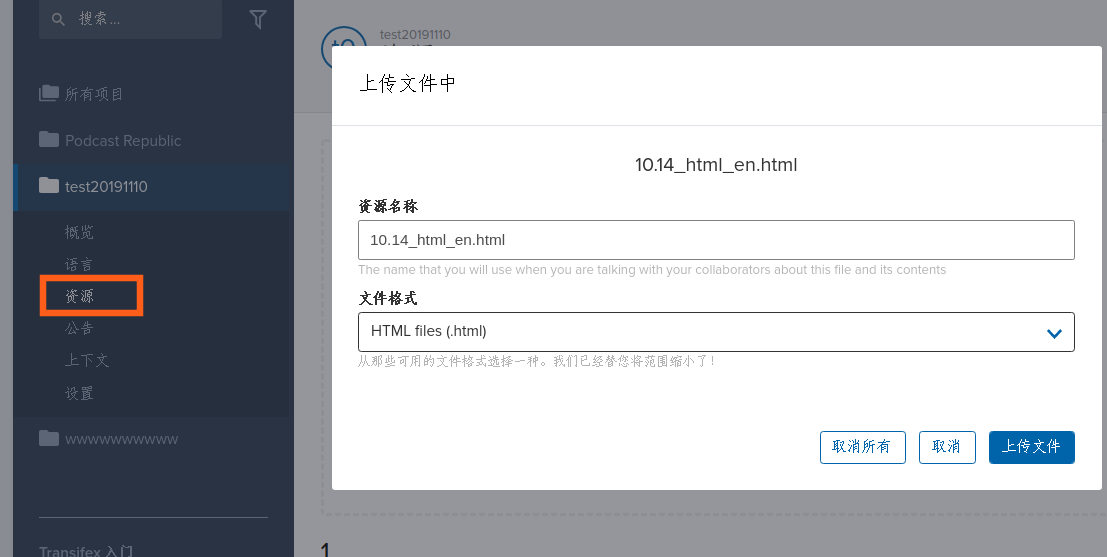 搜索...
所有项目
Podcast Republic
test20191110
概览
语言
资源
公告
上下文
设置
wwwwwwwwww
Transifex 入门
test20191110
上传文件中
10.14_html_en.html
资源名称
10.14_html_en.html
The name that you will use when you are talking with your collaborators about this file and its contents
文件格式
HTML files (.html)
从那些可用的文件格式选择一种。我们已经替您将范围缩小了!
取消所有 取消 上传文件
1